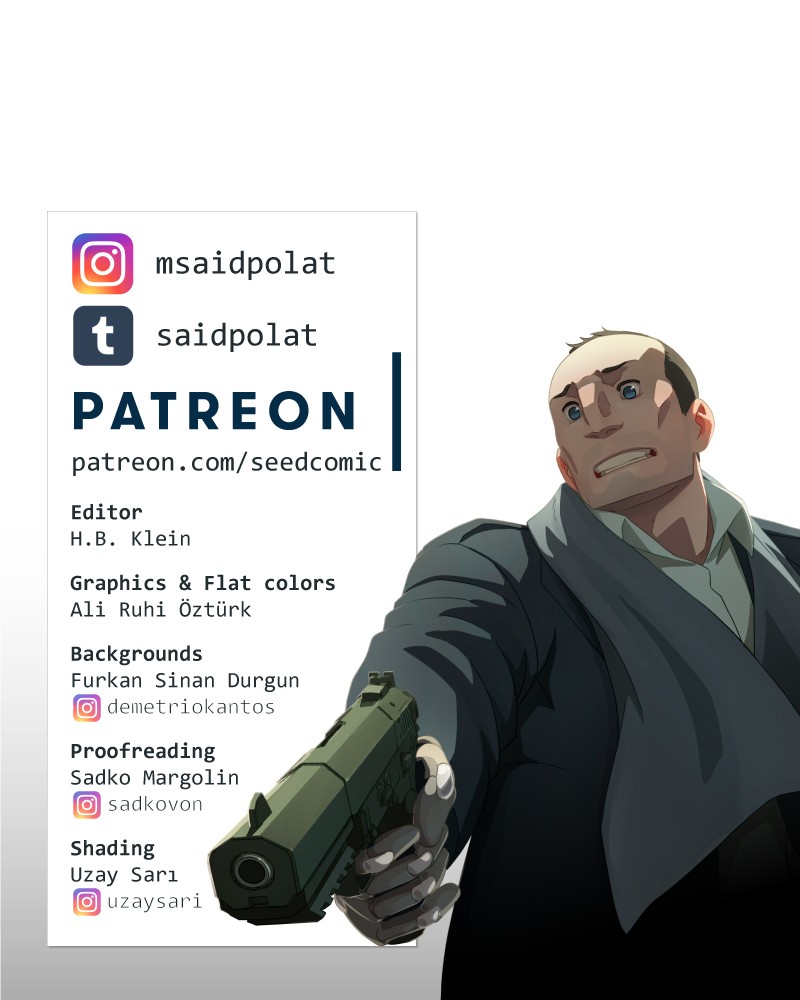 msaidpolat
saidpolat
PATREON
patreon.com/seedcomic
Editor
H.B. Klein
Graphics & Flat colors
Ali Ruhi Öztürk
Backgrounds
Furkan Sinan Durgun
demetriokantos
Proofreading
Sadko Margolin
sadkovon
Shading
Uzay Sarı
uzaysari